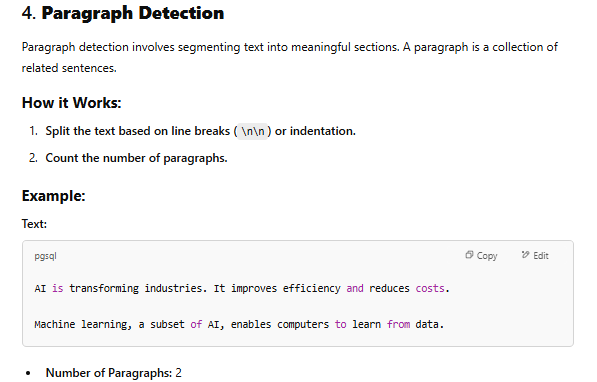 4. Paragraph Detection
Paragraph detection involves segmenting text into meaningful sections. A paragraph is a collection of
related sentences.
How it Works:
1. Split the text based on line breaks ( \n\n ) or indentation.
2. Count the number of paragraphs.
Example:
Text:
pgsql Copy Edit
AI is transforming industries. It improves efficiency and reduces costs.
Machine learning, a subset of AI, enables computers to learn from data.
• Number of Paragraphs: 2